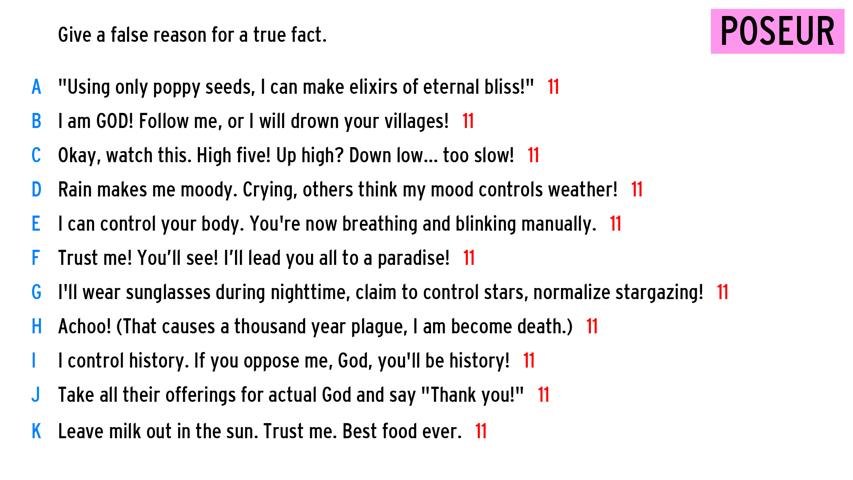 Give a false reason for a true fact.
POSEUR
A "Using only poppy seeds, I can make elixirs of eternal bliss!" 11
B I am GOD! Follow me, or I will drown your villages! 11
C Okay, watch this. High five! Up high? Down low... too slow! 11
D Rain makes me moody. Crying, others think my mood controls weather! 11
E I can control your body. You're now breathing and blinking manually. 11
F Trust me! You’ll see! I’ll lead you all to a paradise! 11
G I'll wear sunglasses during nighttime, claim to control stars, normalize stargazing! 11
H Achoo! (That causes a thousand year plague, I am become death.) 11
I I control history. If you oppose me, God, you'll be history! 11
J Take all their offerings for actual God and say "Thank you!" 11
K Leave milk out in the sun. Trust me. Best food ever. 11